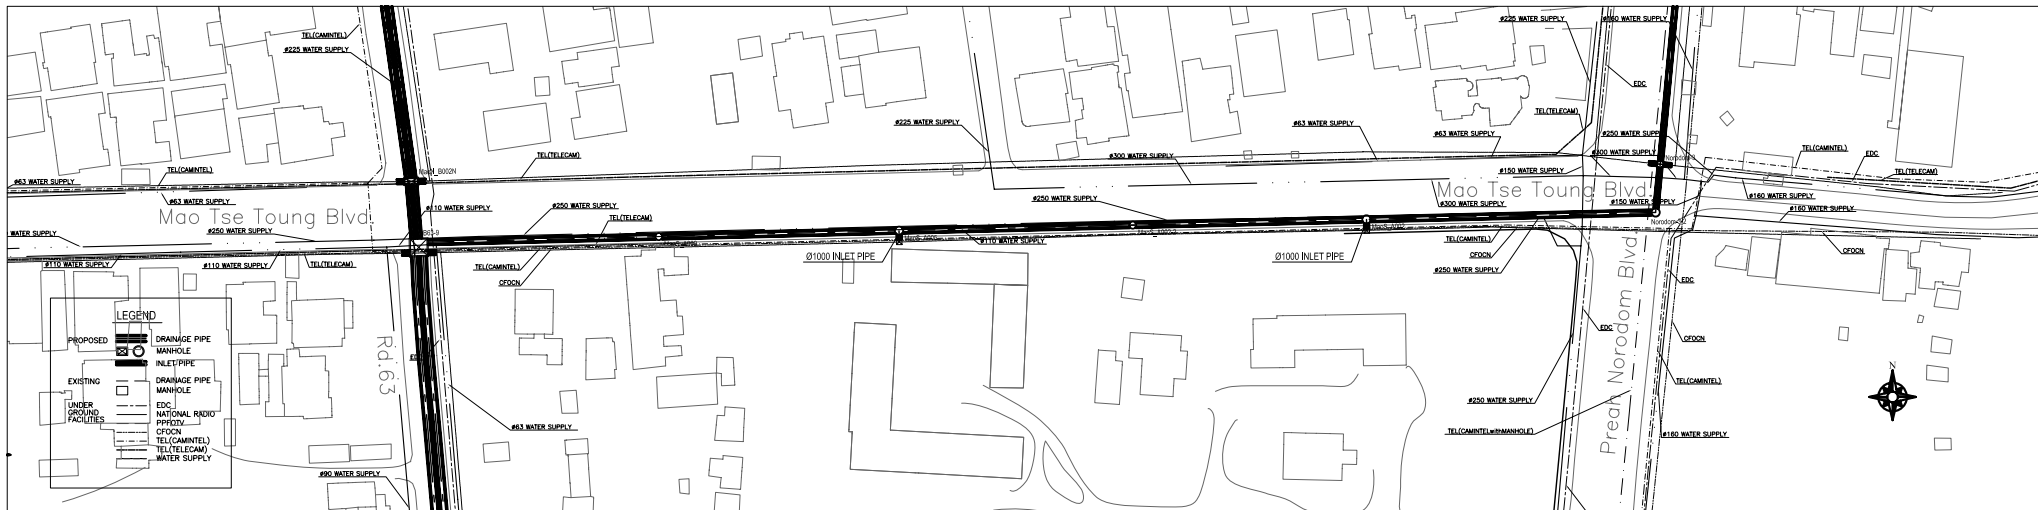 TEL(CAMINTEL)
ø225 WATER SUPPLY
ø225 WATER SUPPLY
ø160 WATER SUPPLY
EDC
TEL(TELECAM)
ø225 WATER SUPPLY
ø63 WATER SUPPLY
ø63 WATER SUPPLY
ø250 WATER SUPPLY
ø300 WATER SUPPLY
TEL(TELECAM)
ø300 WATER SUPPLY
ø150 WATER SUPPLY
TEL(CAMINTEL)
EDC
TEL(TELECAM)
TEL(CAMINTEL)
ø63 WATER SUPPLY
ø63 WATER SUPPLY
Mao Tse Toung Blvd.
ø250 WATER SUPPLY
WATER SUPPLY
ø110 WATER SUPPLY
ø250 WATER SUPPLY
TEL(TELECAM)
ø250 WATER SUPPLY
Mao Tse Toung Blvd.
ø300 WATER SUPPLY
ø150 WATER SUPPLY
ø160 WATER SUPPLY
ø160 WATER SUPPLY
ø110 WATER SUPPLY
ø110 WATER SUPPLY
TEL(TELECAM)
TEL(CAMINTEL)
CFOCN
Ø1000 INLET PIPE
ø110 WATER SUPPLY
Ø1000 INLET PIPE
TEL(CAMINTEL)
CFOCN
ø250 WATER SUPPLY
CFOCN
EDC
EDC
CFOCN
TEL(CAMINTEL)
ø250 WATER SUPPLY
TEL(CAMINTELwithMANHOLE)
ø160 WATER SUPPLY
Preah Norodom Blvd.
Rd.63
ø63 WATER SUPPLY
ø90 WATER SUPPLY
N
LEGEND
PROPOSED
DRAINAGE PIPE
MANHOLE
INLET PIPE
EXISTING
DRAINAGE PIPE
MANHOLE
UNDER
GROUND
FACILITIES
EDC
NATIONAL RADIO
PPFOTV
CFOCN
TEL(CAMINTEL)
TEL(TELECAM)
WATER SUPPLY